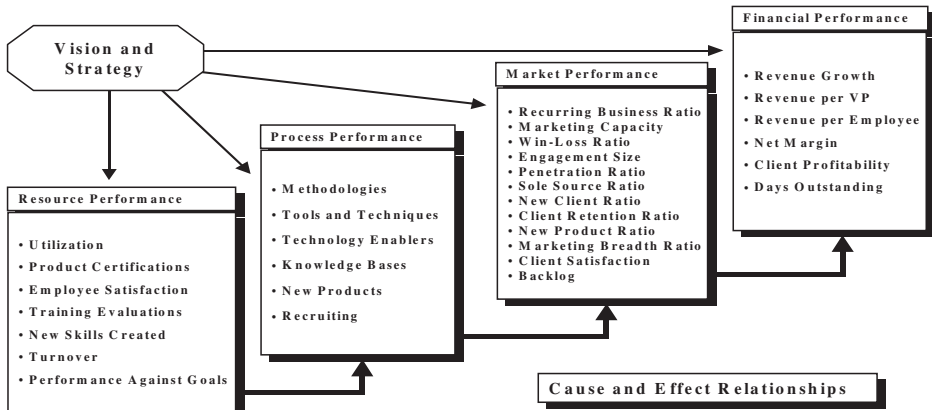 Vision and
Strategy
Resource Performance
• Utilization
• Product Certifications
• Employee Satisfaction
• Training Evaluations
• New Skills Created
• Turnover
• Performance Against Goals
Process Performance
• Methodologies
• Tools and Techniques
• Technology Enablers
• Knowledge Bases
• New Products
• Recruiting
Market Performance
• Recurring Business Ratio
• Marketing Capacity
• Win-Loss Ratio
• Engagement Size
• Penetration Ratio
• Sole Source Ratio
• New Client Ratio
• Client Retention Ratio
• New Product Ratio
• Marketing Breadth Ratio
• Client Satisfaction
• Backlog
Financial Performance
• Revenue Growth
• Revenue per VP
• Revenue per Employee
• Net Margin
• Client Profitability
• Days Outstanding
Cause and Effect Relationships